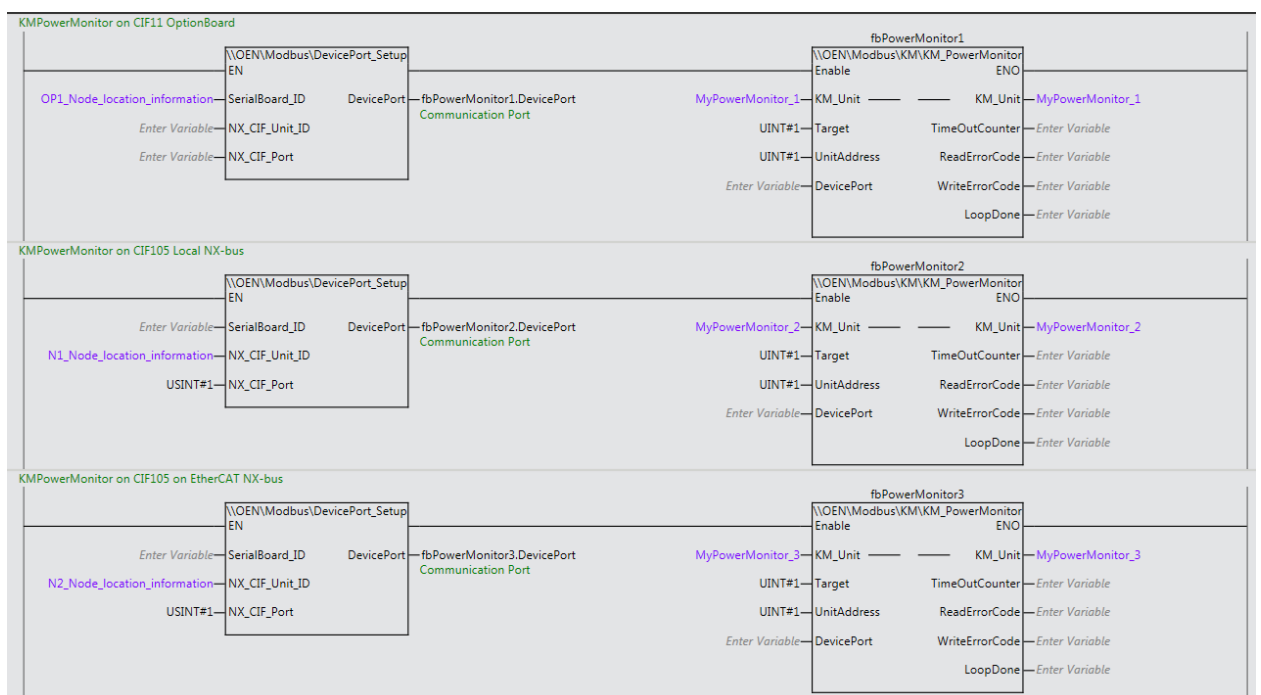 KMPowerMonitor on CIF11 OptionBoard
fbPowerMonitor1
\\OEN\Modbus\DevicePort_Setup \\OEN\Modbus\KM\KM_PowerMonitor
EN Enable ENO
OP1_Node_location_information SerialBoard_ID DevicePort fbPowerMonitor1.DevicePort MyPowerMonitor_1 KM_Unit KM_Unit MyPowerMonitor_1
Communication Port
Enter Variable NX_CIF_Unit_ID UINT#1 Target TimeOutCounter Enter Variable
Enter Variable NX_CIF_Port UINT#1 UnitAddress ReadErrorCode Enter Variable
Enter Variable DevicePort WriteErrorCode Enter Variable
LoopDone Enter Variable
KMPowerMonitor on CIF105 Local NX-bus
fbPowerMonitor2
\\OEN\Modbus\DevicePort_Setup \\OEN\Modbus\KM\KM_PowerMonitor
EN Enable ENO
Enter Variable SerialBoard_ID DevicePort fbPowerMonitor2.DevicePort MyPowerMonitor_2 KM_Unit KM_Unit MyPowerMonitor_2
Communication Port
N1_Node_location_information NX_CIF_Unit_ID UINT#1 Target TimeOutCounter Enter Variable
USINT#1 NX_CIF_Port UINT#1 UnitAddress ReadErrorCode Enter Variable
Enter Variable DevicePort WriteErrorCode Enter Variable
LoopDone Enter Variable
KMPowerMonitor on CIF105 on EtherCAT NX-bus
fbPowerMonitor3
\\OEN\Modbus\DevicePort_Setup \\OEN\Modbus\KM\KM_PowerMonitor
EN Enable ENO
Enter Variable SerialBoard_ID DevicePort fbPowerMonitor3.DevicePort MyPowerMonitor_3 KM_Unit KM_Unit MyPowerMonitor_3
Communication Port
N2_Node_location_information NX_CIF_Unit_ID UINT#1 Target TimeOutCounter Enter Variable
USINT#1 NX_CIF_Port UINT#1 UnitAddress ReadErrorCode Enter Variable
Enter Variable DevicePort WriteErrorCode Enter Variable
LoopDone Enter Variable